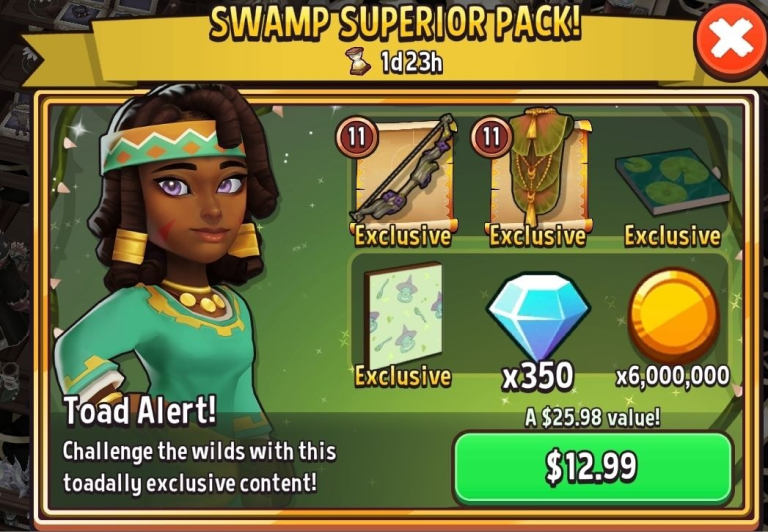 SWAMP SUPERIOR PACK!
1d 23h
11
11
Exclusive
Exclusive
Exclusive
Exclusive
x350
x6,000,000
Toad Alert!
Challenge the wilds with this
toadally exclusive content!
A $25.98 value!
$12.99